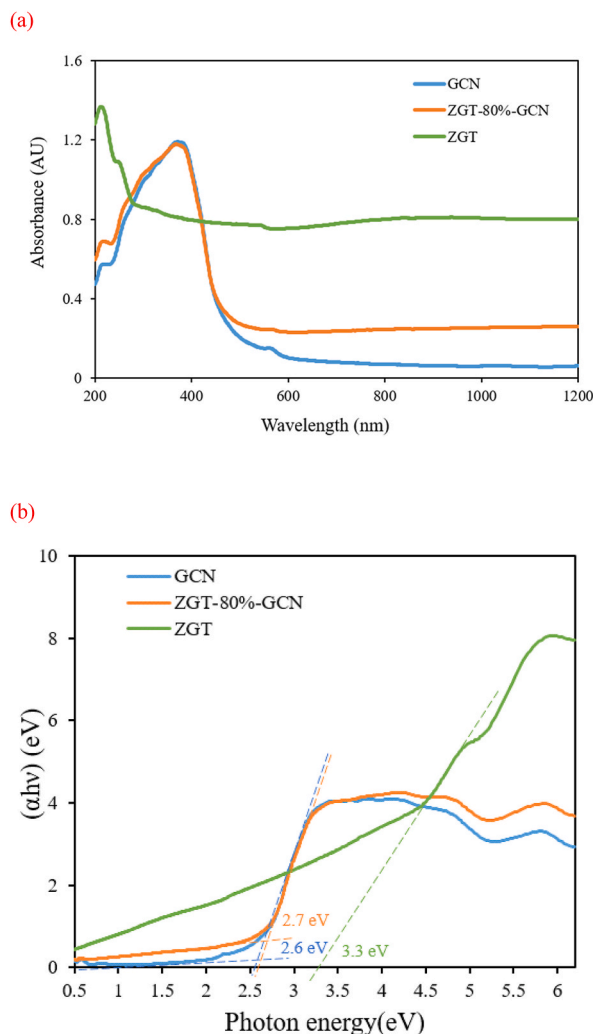 (a)
1.6
1.2
0.8
0.4
0
Absorbance (AU)
GCN
ZGT-80%-GCN
ZGT
200
400
600
800
1000
1200
Wavelength (nm)
(b)
10
8
6
4
2
0
(αhν) (eV)
GCN
ZGT-80%-GCN
ZGT
2.7 eV
2.6 eV
3.3 eV
0.5
1
1.5
2
2.5
3
3.5
4
4.5
5
5.5
6
Photon energy(eV)